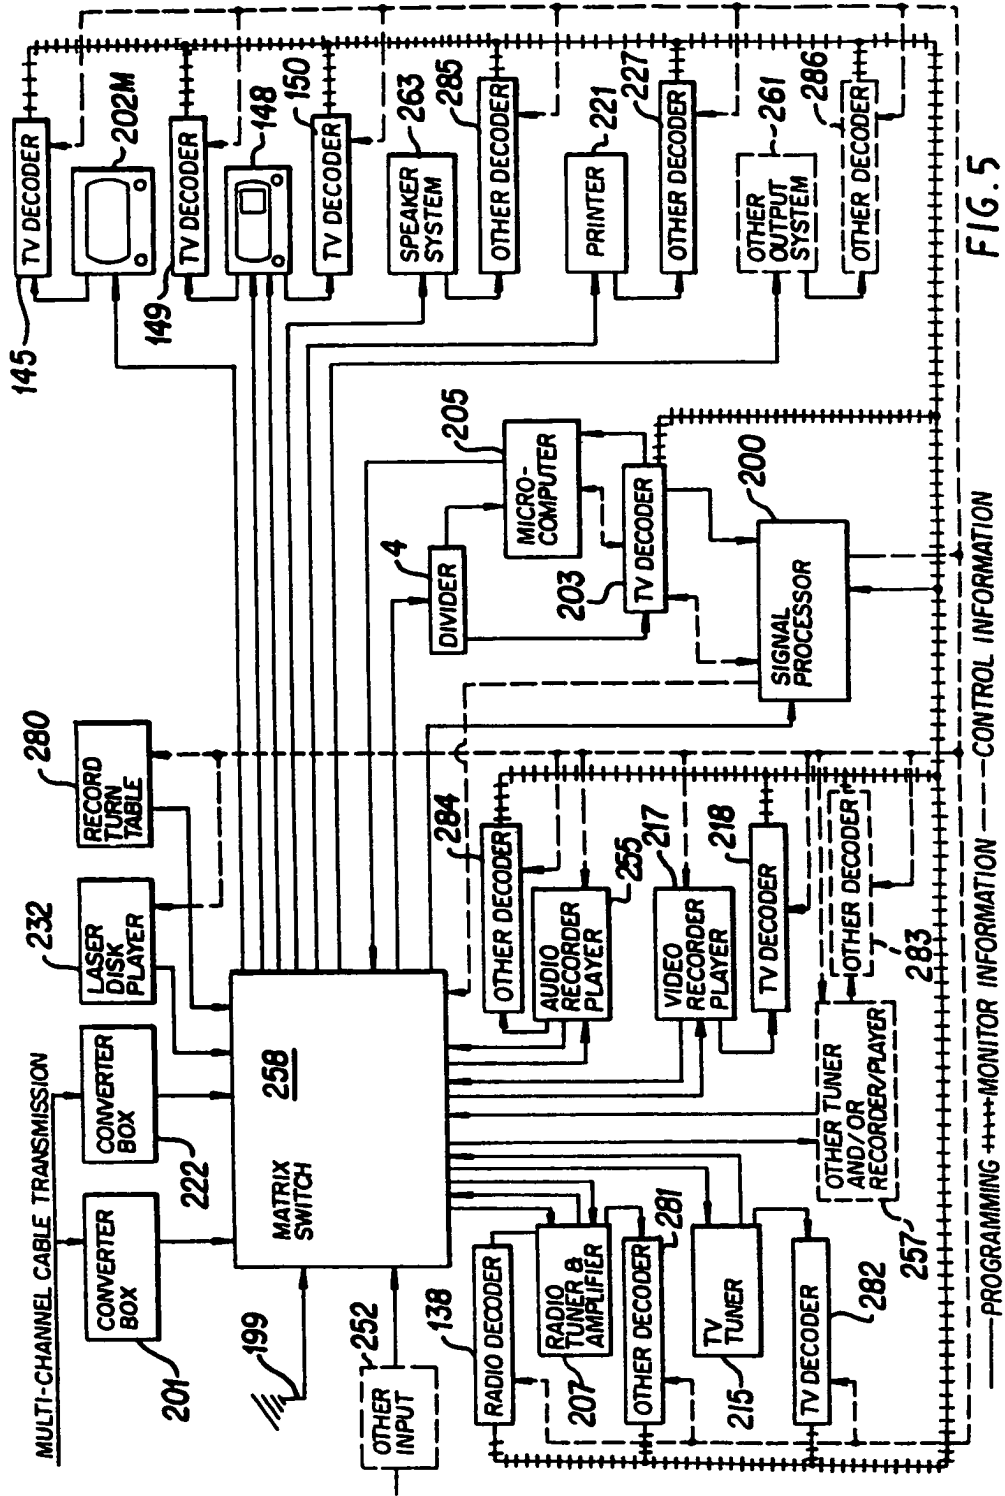 MULTI-CHANNEL CABLE TRANSMISSION
CONVERTER
BOX
201
CONVERTER
BOX
222
LASER
DISK
PLAYER
232
RECORD
TURN
TABLE
280
199
OTHER
INPUT
252
MATRIX
SWITCH
258
TV DECODER
145
202M
TV DECODER
149
148
TV DECODER
150
SPEAKER
SYSTEM
263
OTHER DECODER
285
PRINTER
221
OTHER DECODER
227
OTHER
OUTPUT
SYSTEM
261
OTHER DECODER
286
DIVIDER
4
MICRO-
COMPUTER
205
TV DECODER
203
SIGNAL
PROCESSOR
200
RADIO DECODER
138
RADIO
TUNER &
AMPLIFIER
207
OTHER DECODER
281
TV
TUNER
215
TV DECODER
282
OTHER DECODER
284
AUDIO
RECORDER
PLAYER
255
VIDEO
RECORDER
PLAYER
217
TV DECODER
218
OTHER TUNER
AND/OR
RECORDER/PLAYER
257
OTHER DECODER
283
PROGRAMMING MONITOR INFORMATION CONTROL INFORMATION
FIG. 5